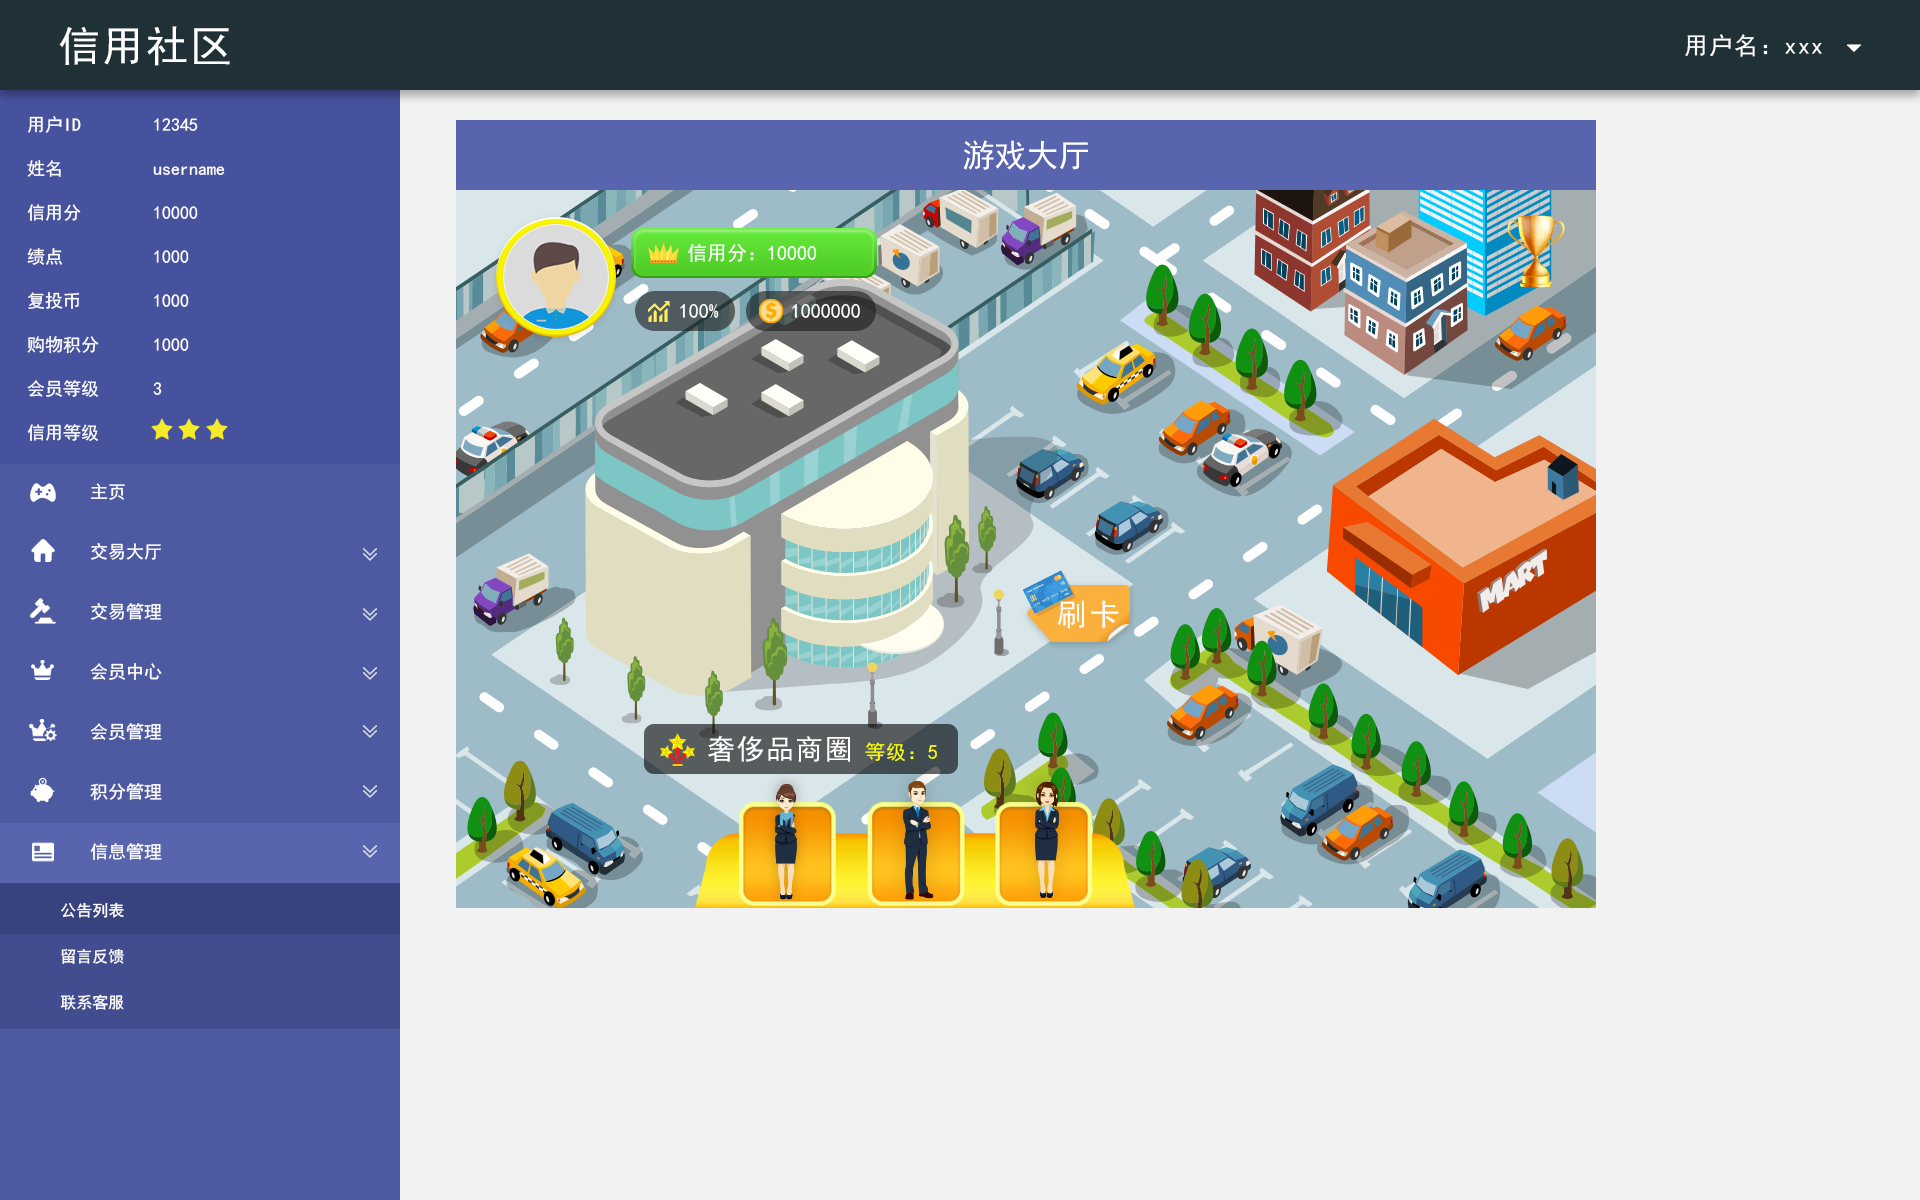 信用社区
用户名：xxx
用户ID 12345
姓名 username
信用分 10000
绩点 1000
复投币 1000
购物积分 1000
会员等级 3
信用等级
主页
交易大厅
交易管理
会员中心
会员管理
积分管理
信息管理
公告列表
留言反馈
联系客服
游戏大厅
信用分：10000
100% 1000000
MART
刷卡
奢侈品商圈 等级：5